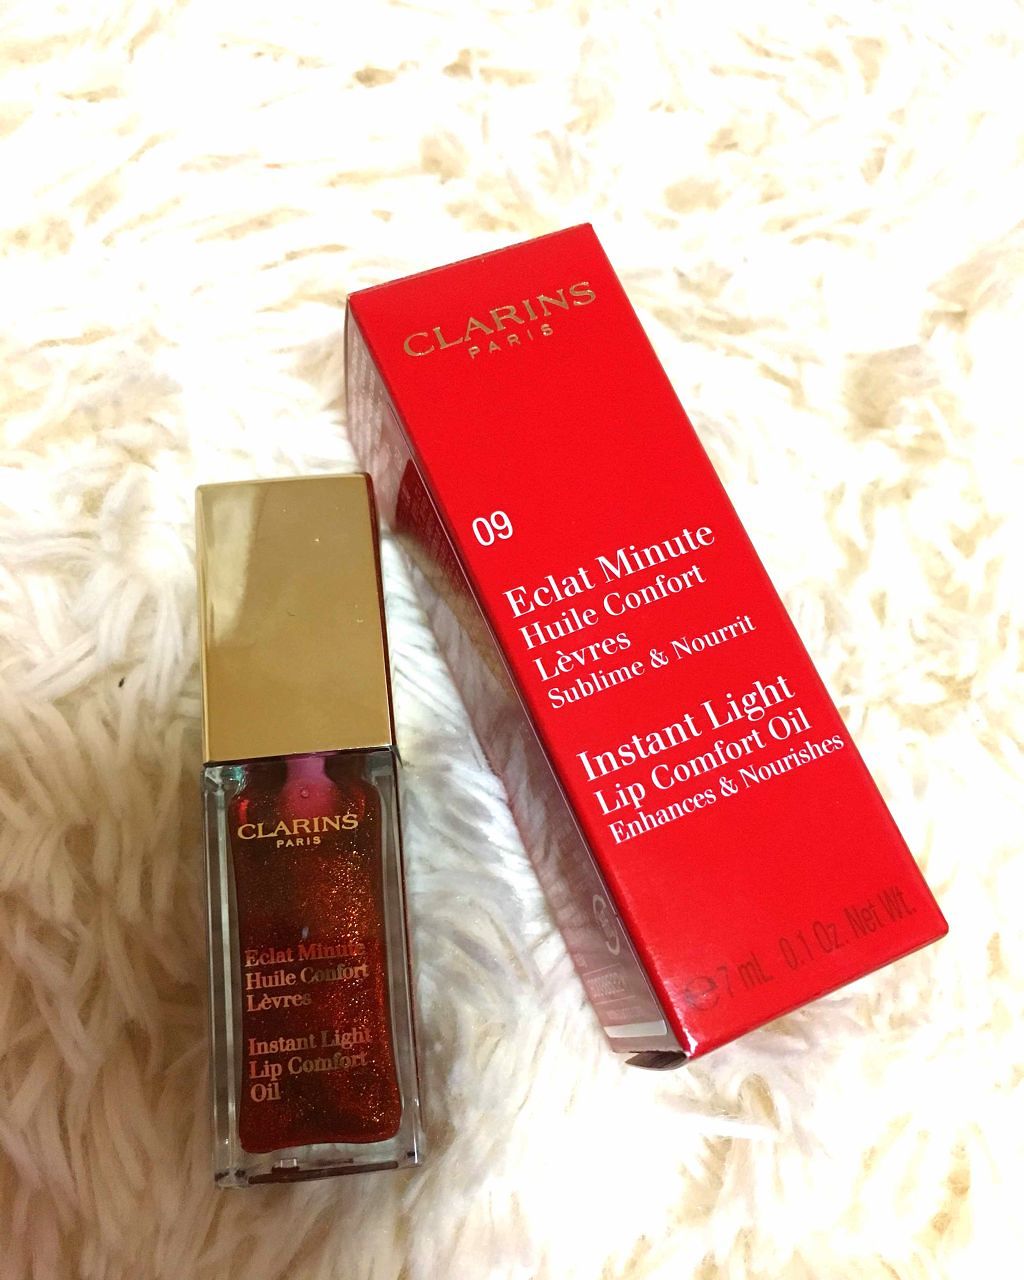 CLARINS
PARIS
09
Eclat Minute
Huile Confort
Lèvres
Sublime & Nourrit
Instant Light
Lip Comfort Oil
Enhances & Nourishes
℮ 7 mL 0.1 Oz. Net Wt.
CLARINS
PARIS
Eclat Minute
Huile Confort
Lèvres
Instant Light
Lip Comfort
Oil